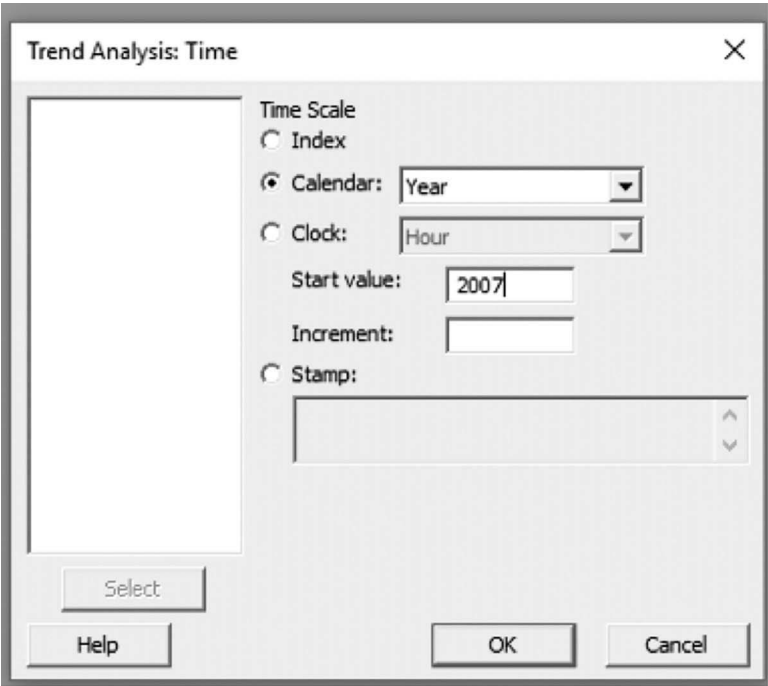 Trend Analysis: Time
Time Scale
Index
Calendar: Year
Clock: Hour
Start value: 2007
Increment:
Stamp:
Select
Help OK Cancel